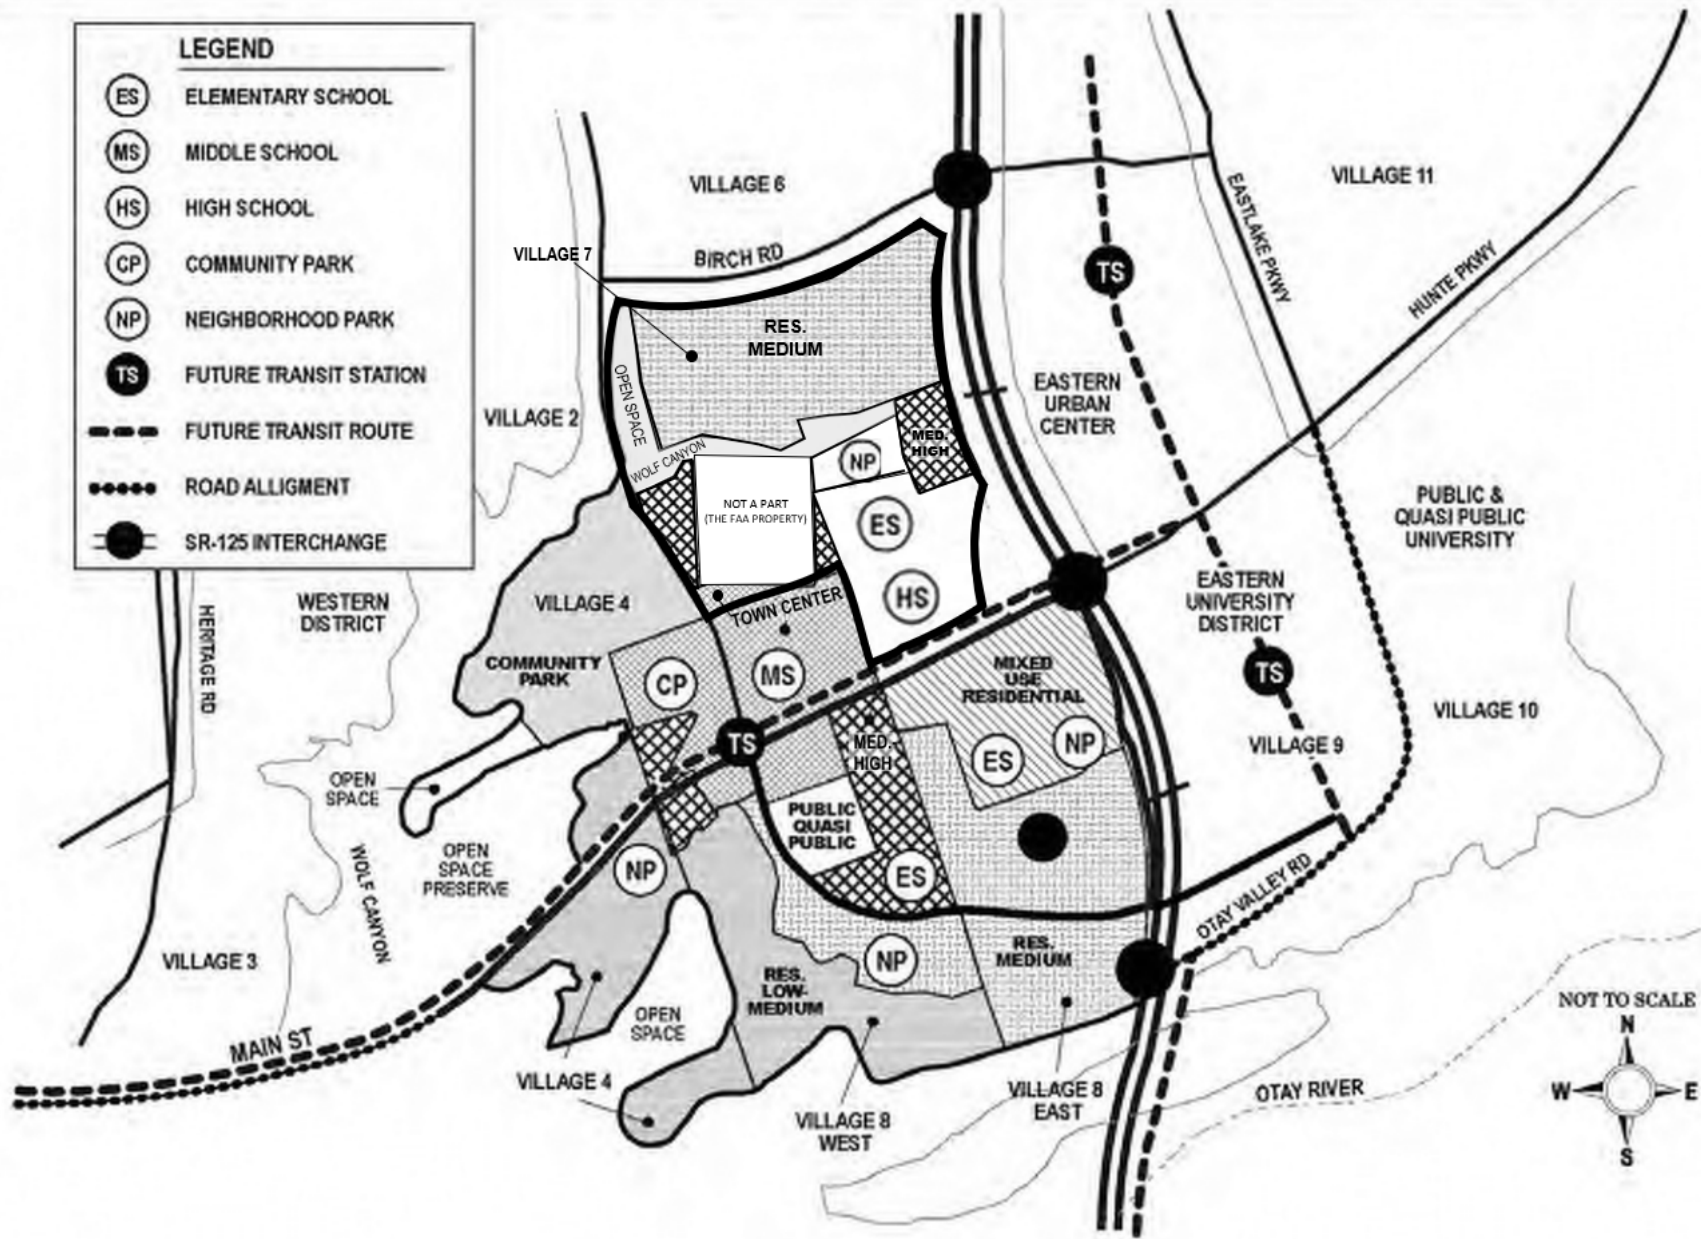 LEGEND
ES ELEMENTARY SCHOOL
MS MIDDLE SCHOOL
HS HIGH SCHOOL
CP COMMUNITY PARK
NP NEIGHBORHOOD PARK
TS FUTURE TRANSIT STATION
FUTURE TRANSIT ROUTE
ROAD ALLIGMENT
SR-125 INTERCHANGE
VILLAGE 6
VILLAGE 11
EASTLAKE PKWY
VILLAGE 7
BIRCH RD
TS
HUNTE PKWY
RES.
MEDIUM
OPEN SPACE
VILLAGE 2
EASTERN
URBAN
CENTER
MED.
HIGH
WOLF CANYON
NP
NOT A PART
(THE FAA PROPERTY)
ES
PUBLIC &
QUASI PUBLIC
UNIVERSITY
HERITAGE RD
WESTERN
DISTRICT
VILLAGE 4
TOWN CENTER
HS
EASTERN
UNIVERSITY
DISTRICT
COMMUNITY
PARK
CP
MS
MIXED
USE
RESIDENTIAL
TS
VILLAGE 10
TS
MED.
HIGH
ES
NP
VILLAGE 9
OPEN
SPACE
PUBLIC
QUASI
PUBLIC
WOLF CANYON
OPEN
SPACE
PRESERVE
NP
ES
OTAY VALLEY RD
VILLAGE 3
NP
RES.
MEDIUM
RES.
LOW-
MEDIUM
OPEN
SPACE
MAIN ST
NOT TO SCALE
N
W
E
S
VILLAGE 4
VILLAGE 8
WEST
VILLAGE 8
EAST
OTAY RIVER